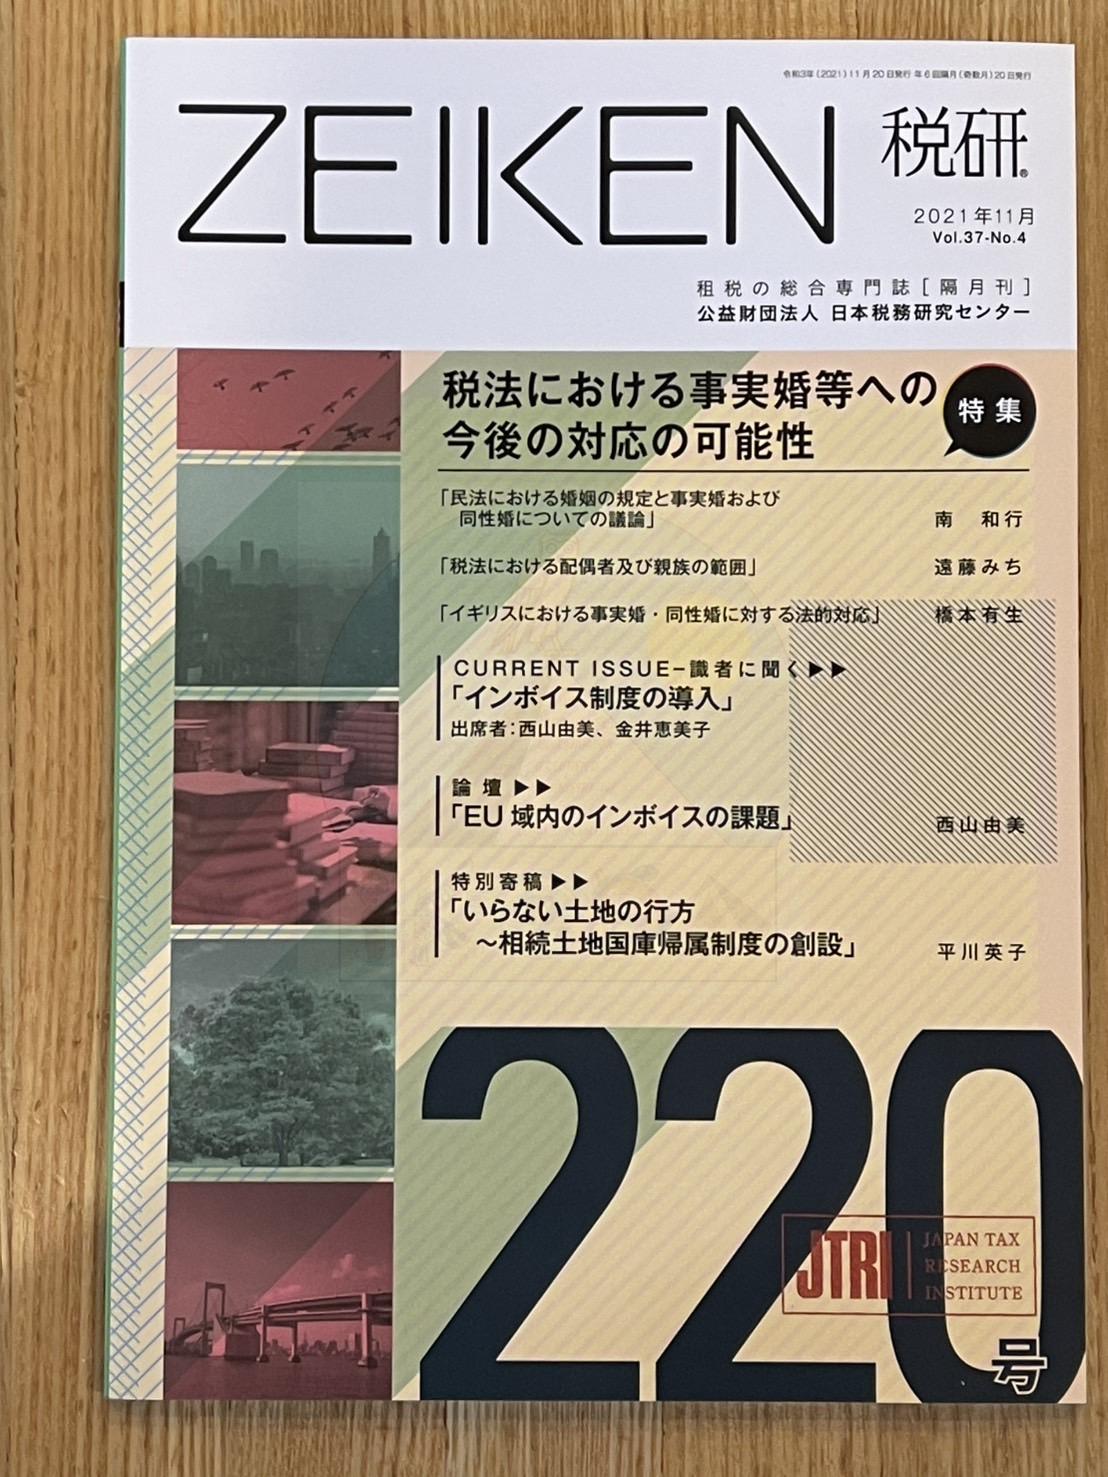 令和3年(2021)11月20日発行 年6回隔月(奇数月)20日発行
ZEIKEN 税研®
2021年11月
Vol.37-No.4
租税の総合専門誌[隔月刊]
公益財団法人 日本税務研究センター
税法における事実婚等への
今後の対応の可能性
特集
「民法における婚姻の規定と事実婚および
同性婚についての議論」 南 和行
「税法における配偶者及び親族の範囲」 遠藤みち
「イギリスにおける事実婚・同性婚に対する法的対応」 橋本有生
CURRENT ISSUE−識者に聞く▶▶
「インボイス制度の導入」
出席者:西山由美、金井恵美子
論壇▶▶
「EU域内のインボイスの課題」 西山由美
特別寄稿▶▶
「いらない土地の行方
〜相続土地国庫帰属制度の創設」 平川英子
220
JTRI
JAPAN TAX
RESEARCH
INSTITUTE
号